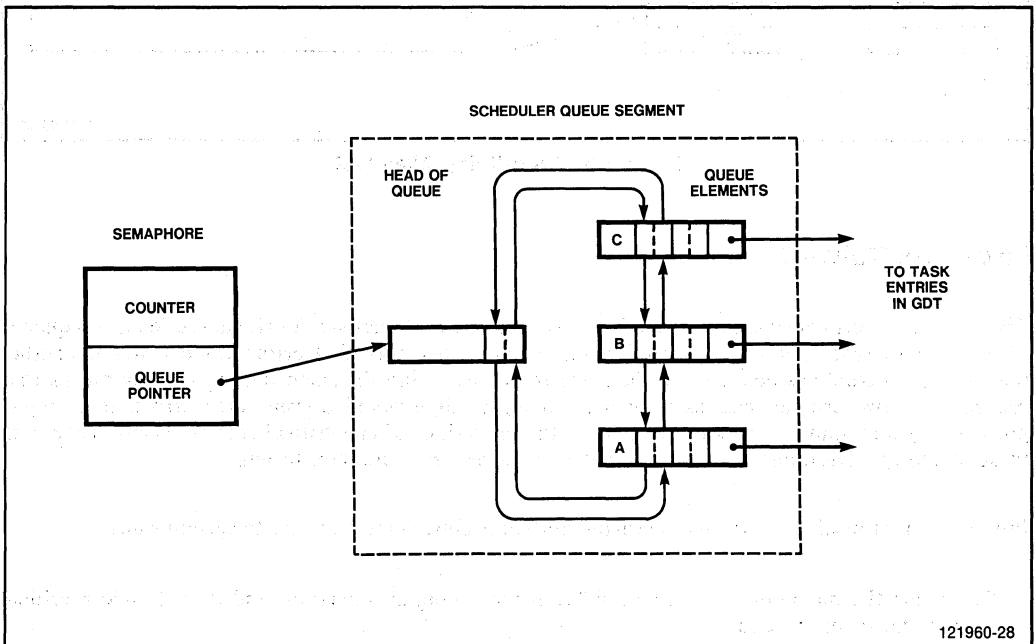 SCHEDULER QUEUE SEGMENT
HEAD OF
QUEUE
QUEUE
ELEMENTS
SEMAPHORE
COUNTER
QUEUE
POINTER
C
B
A
TO TASK
ENTRIES
IN GDT
121960-28